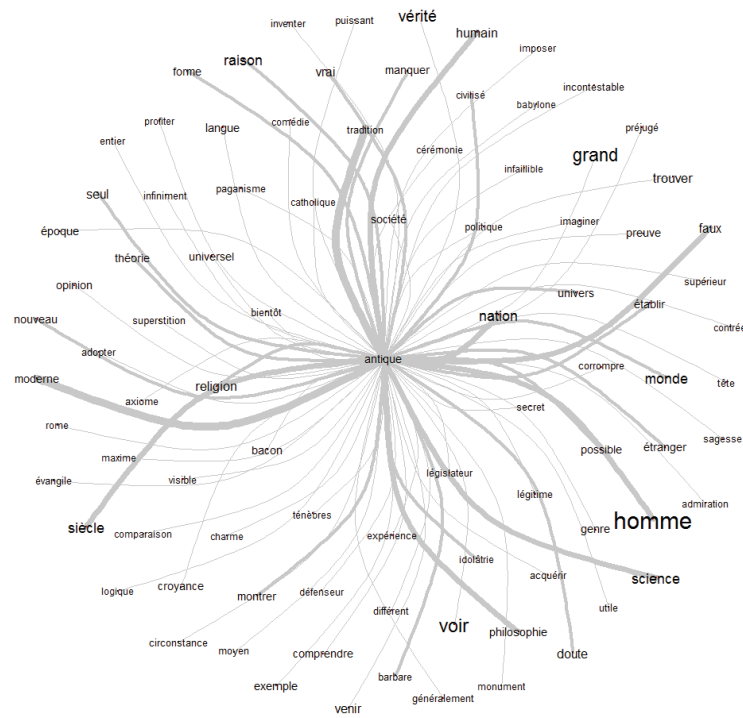 puissant
inventer
vérité
humain
imposer
raison
forme
vrai
manquer
civilisé
incontestable
babylone
profiter
langue
comédie
tradition
préjugé
entier
cérémonie
grand
infaillible
trouver
paganisme
seul
infiniment
catholique
société
imaginer
politique
époque
preuve
faux
théorie
universel
opinion
supérieur
univers
établir
bientôt
nouveau
superstition
nation
contrée
adopter
antique
corrompre
moderne
religion
monde
tête
axiome
secret
rome
sagesse
maxime
bacon
possible
étranger
évangile
visible
législateur
légitime
admiration
siècle
comparaison
charme
ténèbres
expérience
genre
homme
idolâtrie
logique
croyance
montrer
défenseur
acquérir
science
différent
utile
circonstance
moyen
comprendre
voir
philosophie
doute
barbare
exemple
venir
généralement
monument